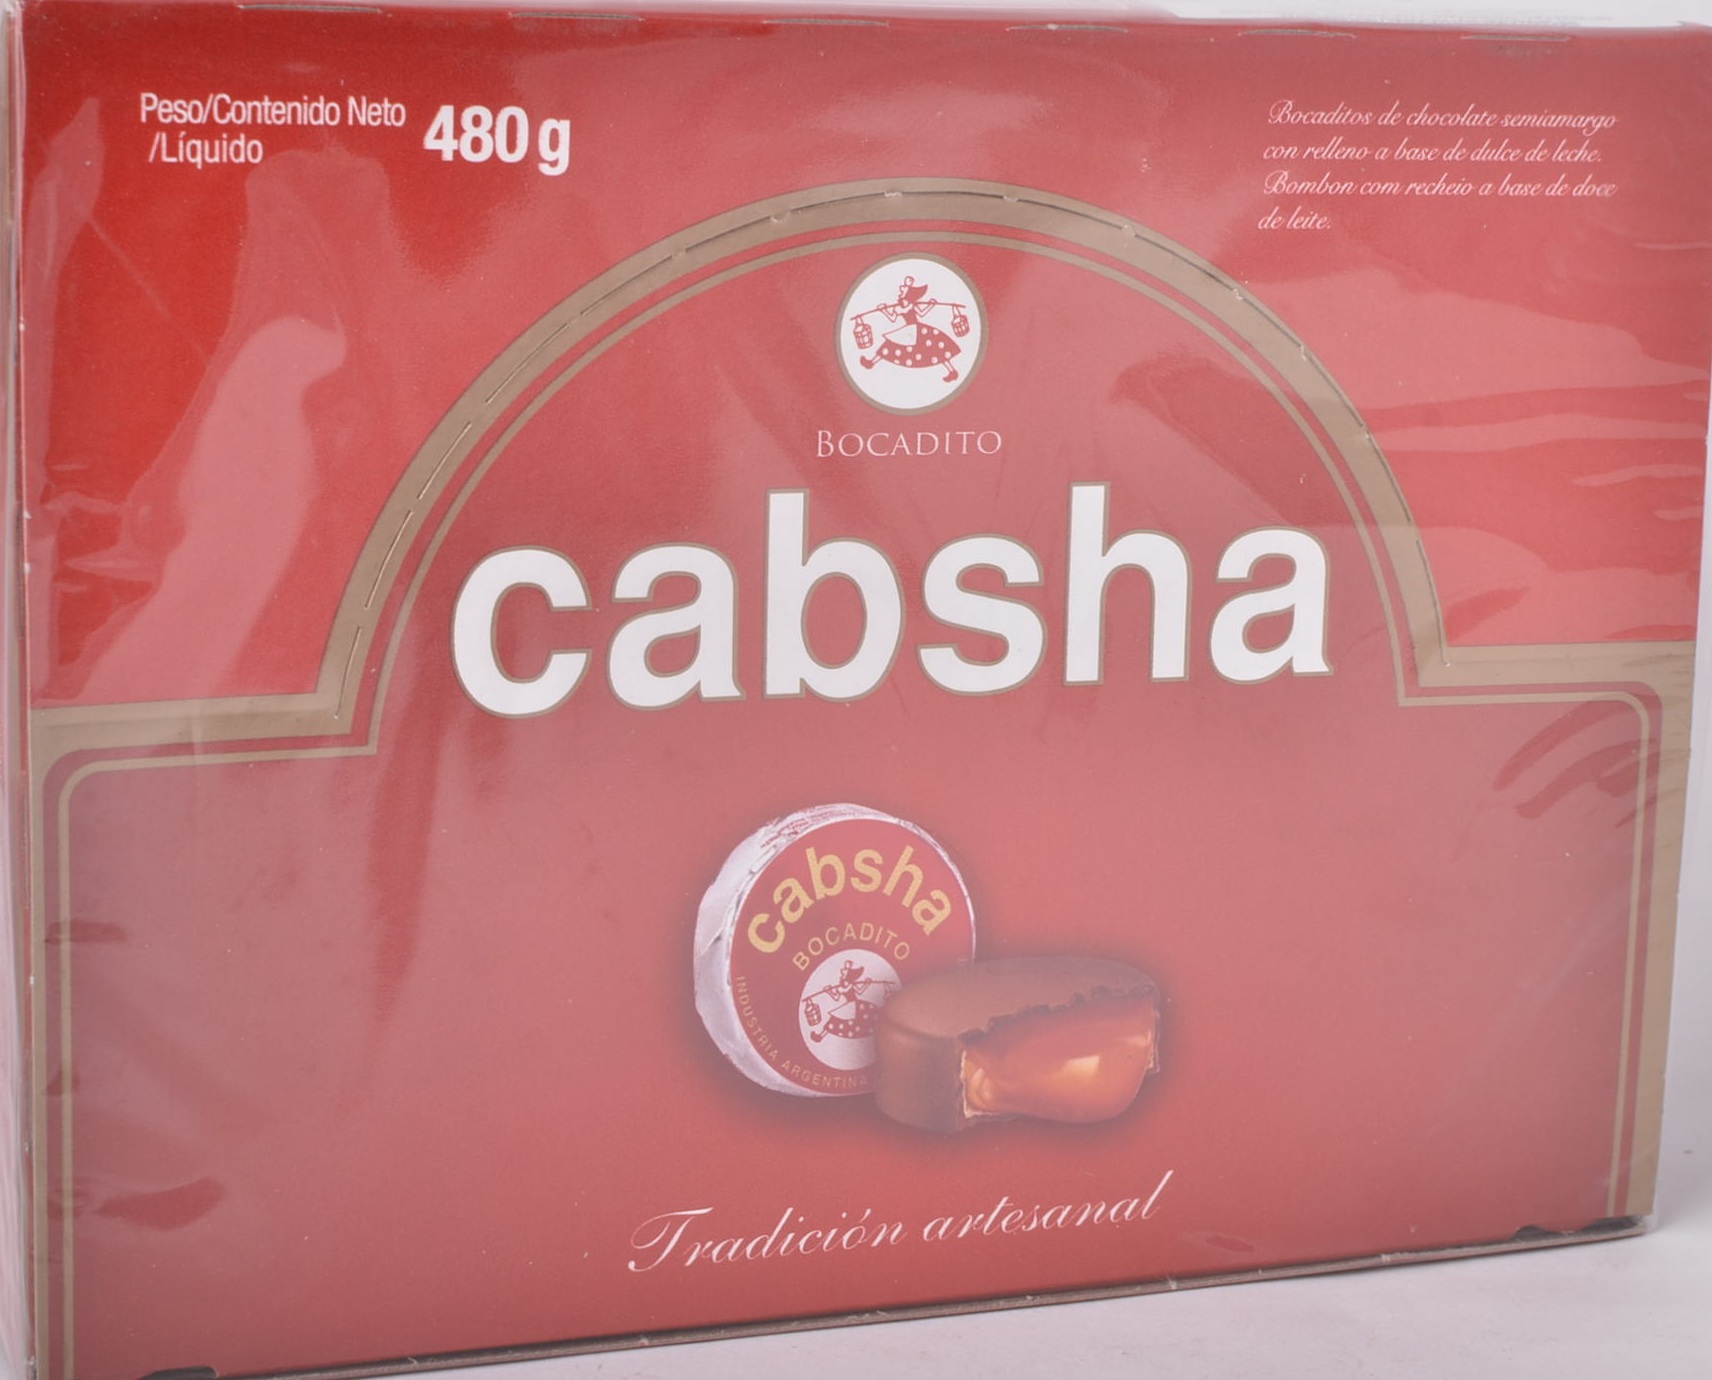 Peso/Contenido Neto
/Líquido
480 g
Bocaditos de chocolate semiamargo
con relleno a base de dulce de leche.
Bombon com recheio a base de doce
de leite.
BOCADITO
cabsha
cabsha
BOCADITO
INDUSTRIA ARGENTINA
Tradición artesanal